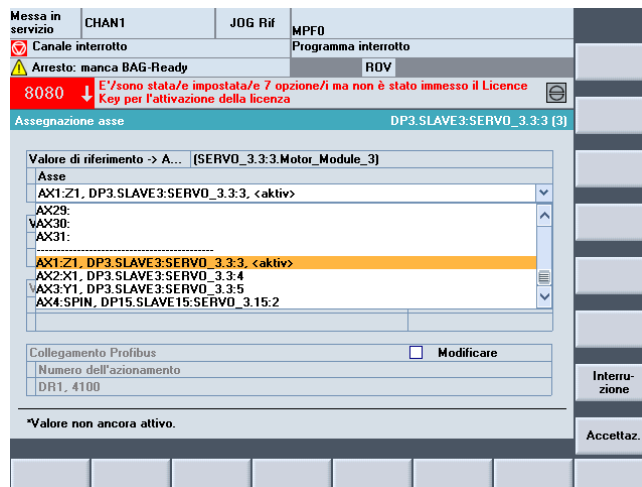 Messa in
servizio
CHAN1
JOG Rif
MPF0
Canale interrotto
Programma interrotto
Arresto: manca BAG-Ready
ROV
8080
E'/sono stata/e impostata/e 7 opzione/i ma non è stato immesso il Licence
Key per l'attivazione della licenza
Assegnazione asse
DP3.SLAVE3:SERVO_3.3:3 (3)
Valore di riferimento -> A...
(SERVO_3.3:3.Motor_Module_3)
Asse
AX1:Z1, DP3.SLAVE3:SERVO_3.3:3, <aktiv>
AX29:
AX30:
AX31:
--------------------------------------------
AX1:Z1, DP3.SLAVE3:SERVO_3.3:3, <aktiv>
AX2:X1, DP3.SLAVE3:SERVO_3.3:4
AX3:Y1, DP3.SLAVE3:SERVO_3.3:5
AX4:SPIN, DP15.SLAVE15:SERVO_3.15:2
Collegamento Profibus
Modificare
Numero dell'azionamento
DR1, 4100
Interru-
zione
*Valore non ancora attivo.
Accettaz.